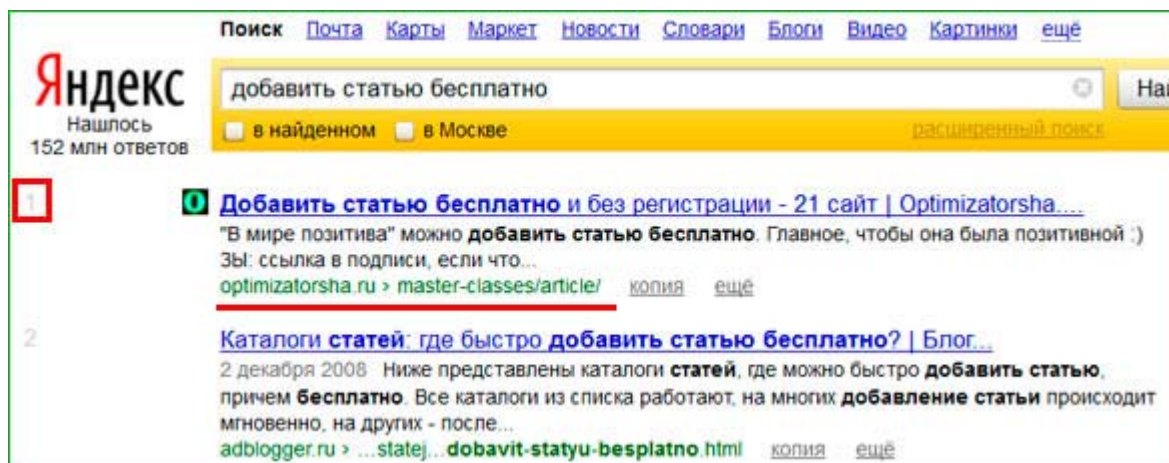 Поиск Почта Карты Маркет Новости Словари Блоги Видео Картинки ещё
Яндекс
добавить статью бесплатно
Нашлось
152 млн ответов
в найденном в Москве расширенный поиск
1
Добавить статью бесплатно и без регистрации - 21 сайт | Optimizatorsha....
"В мире позитива" можно добавить статью бесплатно. Главное, чтобы она была позитивной :)
ЗЫ: ссылка в подписи, если что...
optimizatorsha.ru › master-classes/article/ копия ещё
2
Каталоги статей: где быстро добавить статью бесплатно? | Блог...
2 декабря 2008 Ниже представлены каталоги статей, где можно быстро добавить статью,
причем бесплатно. Все каталоги из списка работают, на многих добавление статьи происходит
мгновенно, на других - после...
adblogger.ru › ...statej...dobavit-statyu-besplatno.html копия ещё